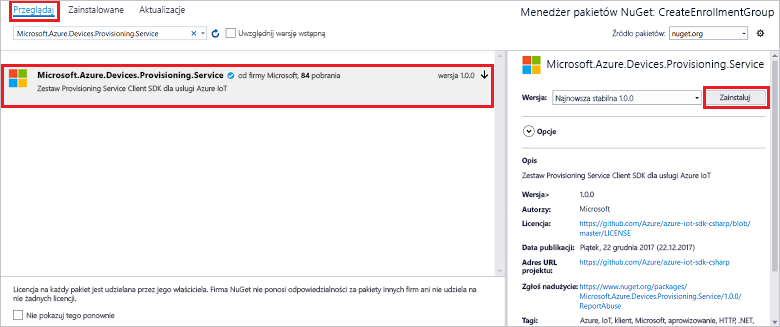 Przeglądaj Zainstalowane Aktualizacje
Menedżer pakietów NuGet: CreateEnrollmentGroup
Microsoft.Azure.Devices.Provisioning.Service
Uwzględnij wersję wstępną
Źródło pakietów: nuget.org
Microsoft.Azure.Devices.Provisioning.Service od firmy Microsoft, 84 pobrania wersja 1.0.0
Zestaw Provisioning Service Client SDK dla usługi Azure IoT
Licencja na każdy pakiet jest udzielana przez jego właściciela. Firma NuGet nie ponosi odpowiedzialności za pakiety innych firm ani nie udziela na
nie żadnych licencji.
Nie pokazuj tego ponownie
Microsoft.Azure.Devices.Provisioning.Service
Wersja: Najnowsza stabilna 1.0.0 Zainstaluj
Opcje
Opis
Zestaw Provisioning Service Client SDK dla usługi Azure IoT
Wersja> 1.0.0
Autorzy: Microsoft
Licencja: https://github.com/Azure/azure-iot-sdk-csharp/blob/
master/LICENSE
Data publikacji: Piątek, 22 grudnia 2017 (22.12.2017)
Adres URL https://github.com/Azure/azure-iot-sdk-csharp
projektu:
Zgłoś nadużycie: https://www.nuget.org/packages/
Microsoft.Azure.Devices.Provisioning.Service/1.0.0/
ReportAbuse
Tagi: Azure, IoT, klient, Microsoft, aprowizowanie, HTTP, .NET,